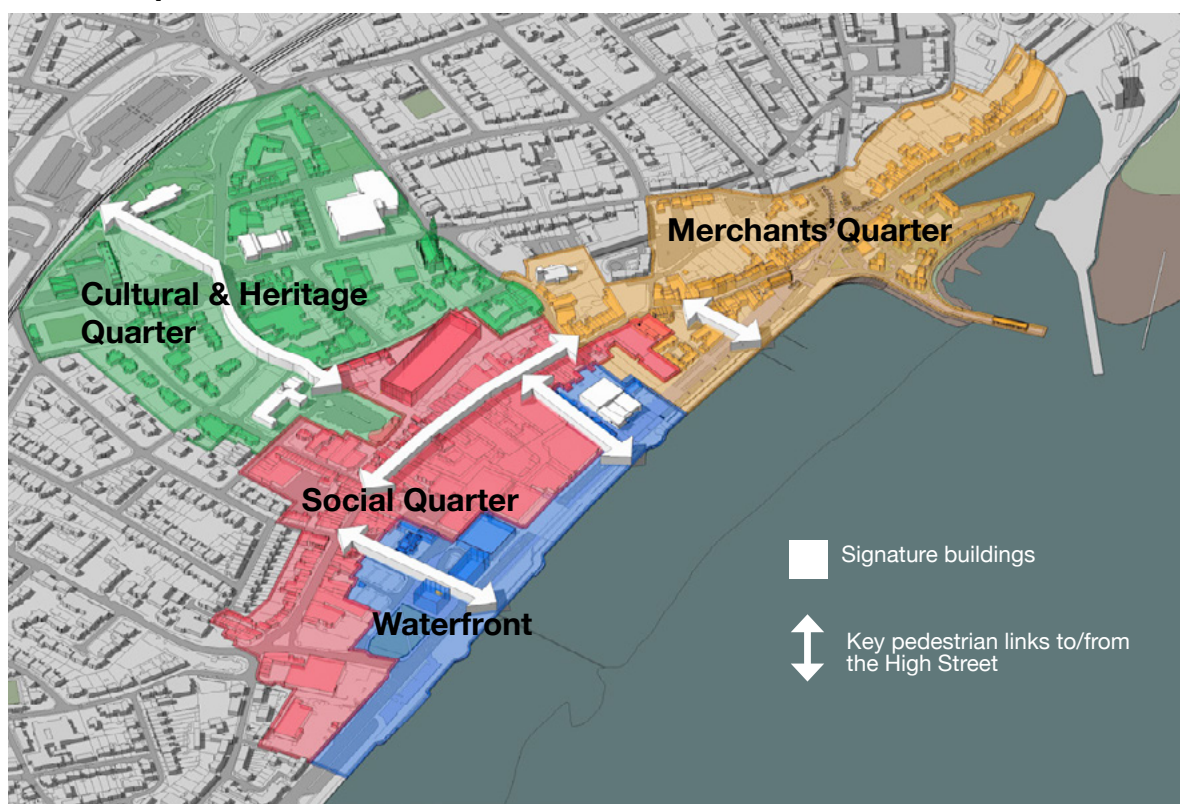 Merchants’Quarter
Cultural & Heritage
Quarter
Social Quarter
Signature buildings
Waterfront
Key pedestrian links to/from
the High Street